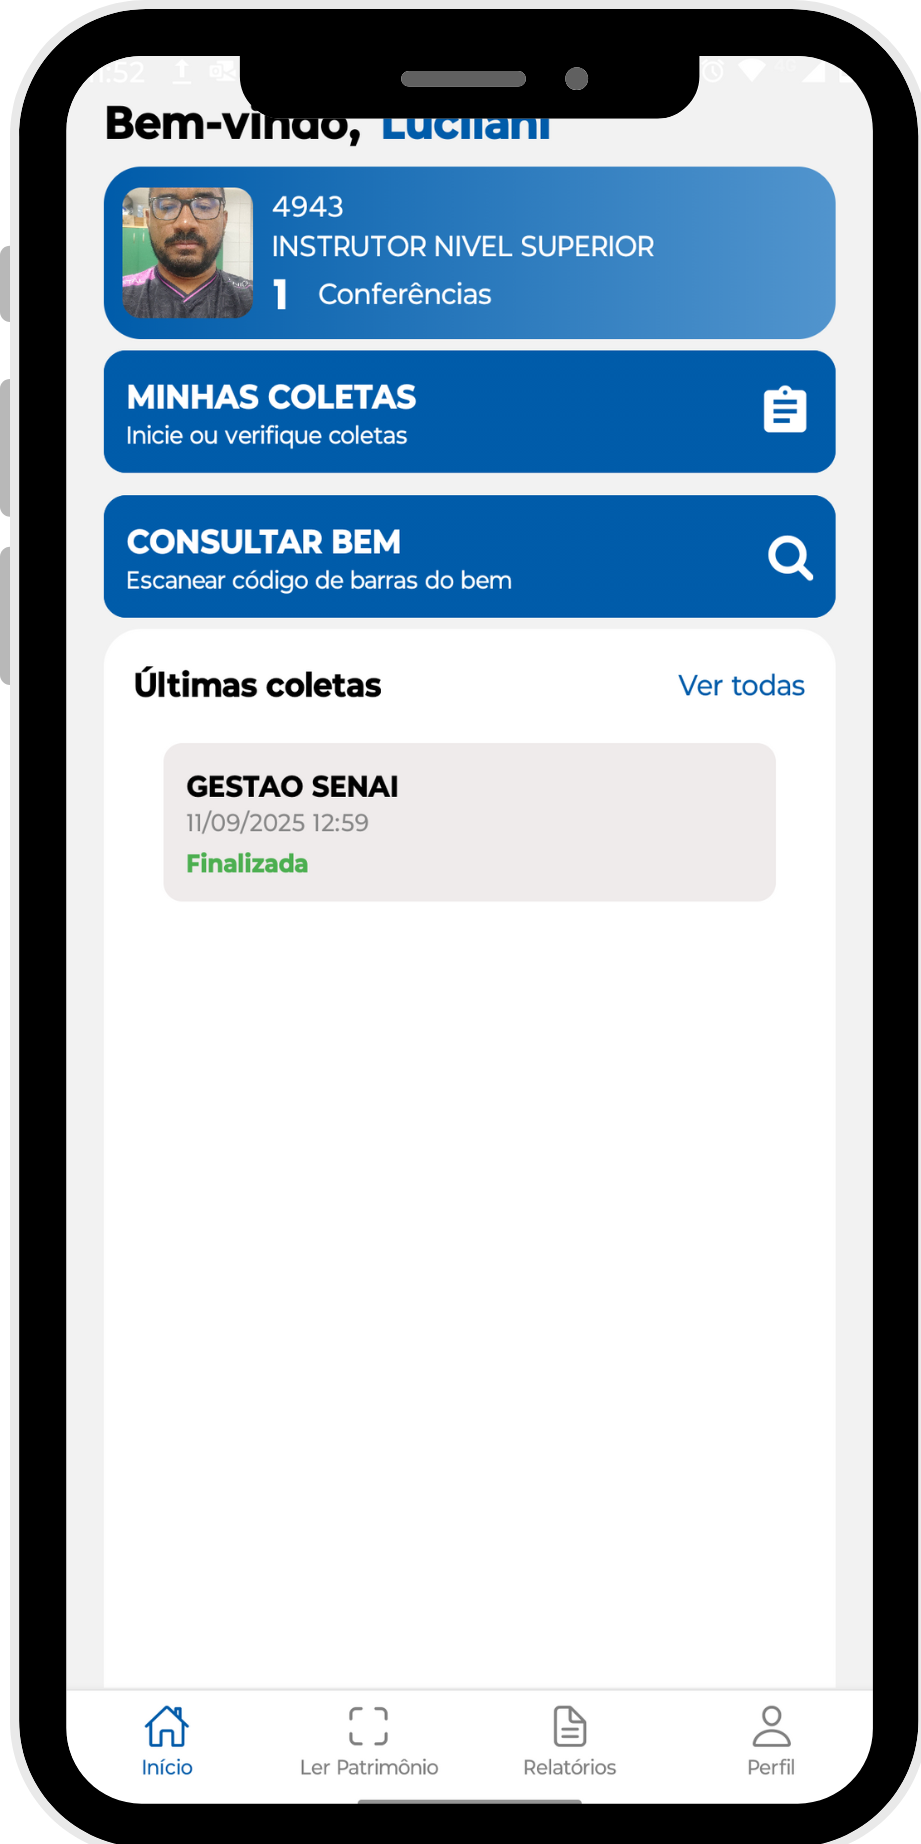 :52
Bem-vindo, Luciani
4943
INSTRUTOR NIVEL SUPERIOR
1 Conferências
MINHAS COLETAS
Inicie ou verifique coletas
CONSULTAR BEM
Escanear código de barras do bem
Últimas coletas
Ver todas
GESTAO SENAI
11/09/2025 12:59
Finalizada
Início
Ler Patrimônio
Relatórios
Perfil